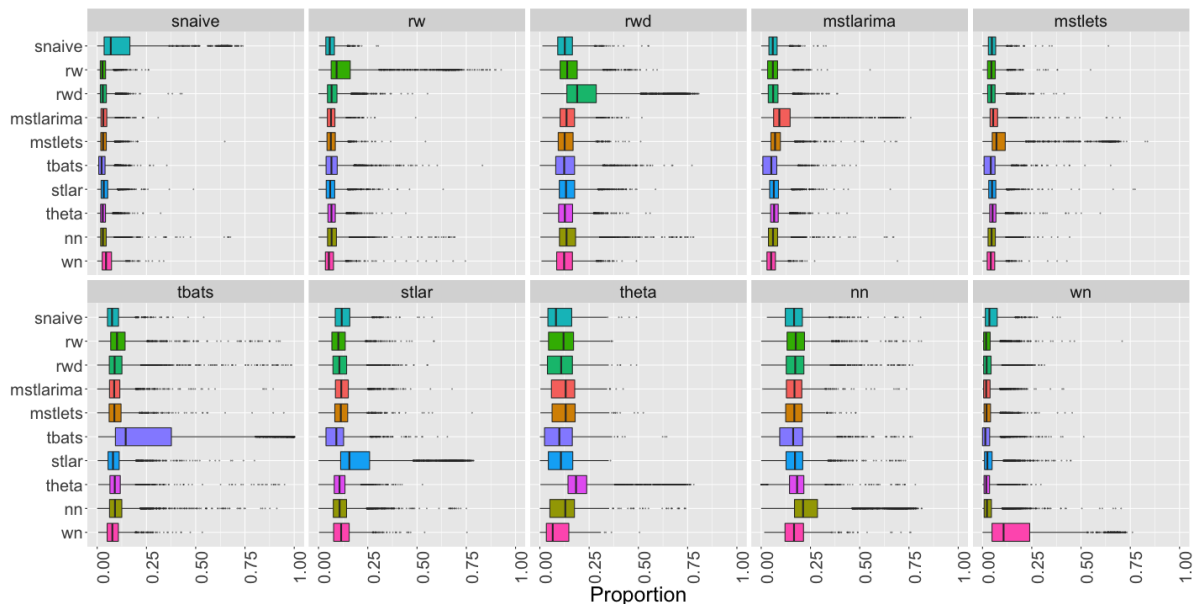 snaive rw rwd mstlarima mstlets
snaive
rw
rwd
mstlarima
mstlets
tbats
stlar
theta
nn
wn
tbats stlar theta nn wn
snaive
rw
rwd
mstlarima
mstlets
tbats
stlar
theta
nn
wn
0.00 0.25 0.50 0.75 1.00 0.00 0.25 0.50 0.75 1.00 0.00 0.25 0.50 0.75 1.00 0.00 0.25 0.50 0.75 1.00 0.00 0.25 0.50 0.75 1.00
Proportion